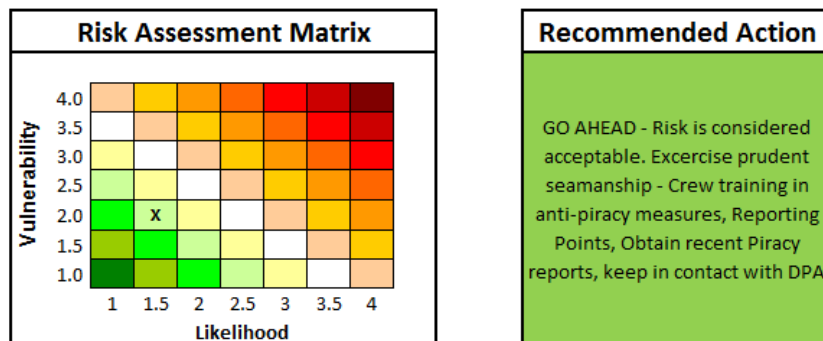 Risk Assessment Matrix
Vulnerability
4.0
3.5
3.0
2.5
2.0
X
1.5
1.0
1 1.5 2 2.5 3 3.5 4
Likelihood
Recommended Action
GO AHEAD - Risk is considered
acceptable. Excercise prudent
seamanship - Crew training in
anti-piracy measures, Reporting
Points, Obtain recent Piracy
reports, keep in contact with DPA